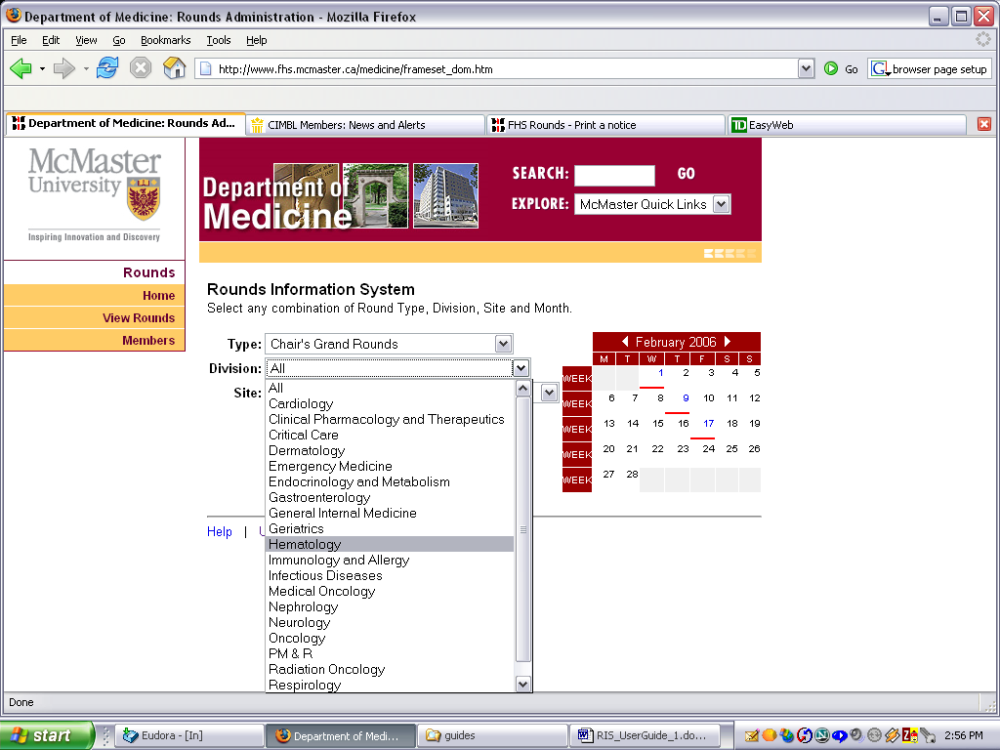 Department of Medicine: Rounds Administration - Mozilla Firefox
File Edit View Go Bookmarks Tools Help
http://www.fhs.mcmaster.ca/medicine/frameset_dom.htm Go browser page setup
Department of Medicine: Rounds Ad... CIMBL Members: News and Alerts FHS Rounds - Print a notice TD EasyWeb
McMaster
University
Inspiring Innovation and Discovery
Department of
Medicine
SEARCH: GO
EXPLORE: McMaster Quick Links
Rounds
Home
View Rounds
Members
Rounds Information System
Select any combination of Round Type, Division, Site and Month.
Type: Chair's Grand Rounds
Division: All
Site:
All
Cardiology
Clinical Pharmacology and Therapeutics
Critical Care
Dermatology
Emergency Medicine
Endocrinology and Metabolism
Gastroenterology
General Internal Medicine
Geriatrics
Hematology
Immunology and Allergy
Infectious Diseases
Medical Oncology
Nephrology
Neurology
Oncology
PM & R
Radiation Oncology
Respirology
February 2006
M T W T F S S
WEEK 1 2 3 4 5
WEEK 6 7 8 9 10 11 12
WEEK 13 14 15 16 17 18 19
WEEK 20 21 22 23 24 25 26
WEEK 27 28
Help |
Done
start Eudora - [In] Department of Medi... guides RIS_UserGuide_1.do... 2:56 PM